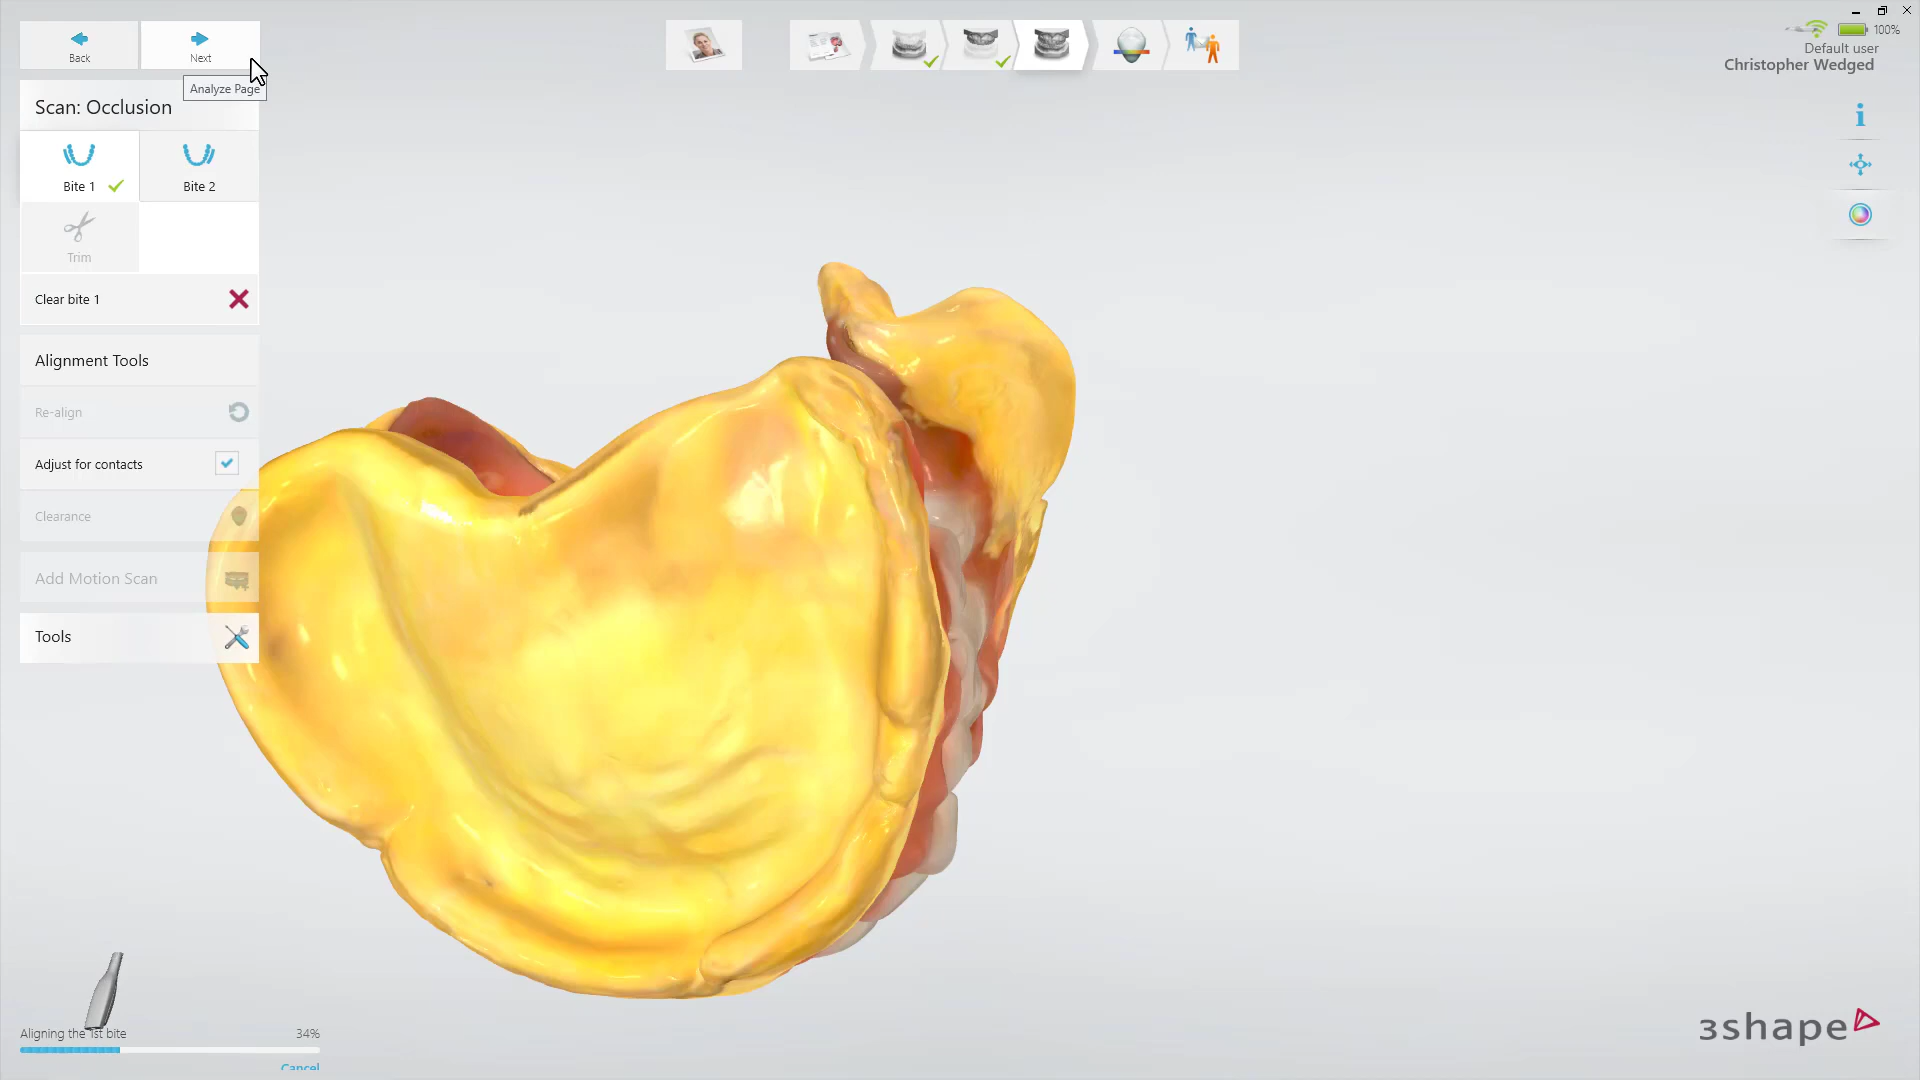 Back
Next
Analyze Page
Scan: Occlusion
Bite 1
Bite 2
Trim
Clear bite 1
Alignment Tools
Re-align
Adjust for contacts
Clearance
Add Motion Scan
Tools
Aligning the 1st bite
34%
Cancel
100%
Default user
Christopher Wedged
3shape